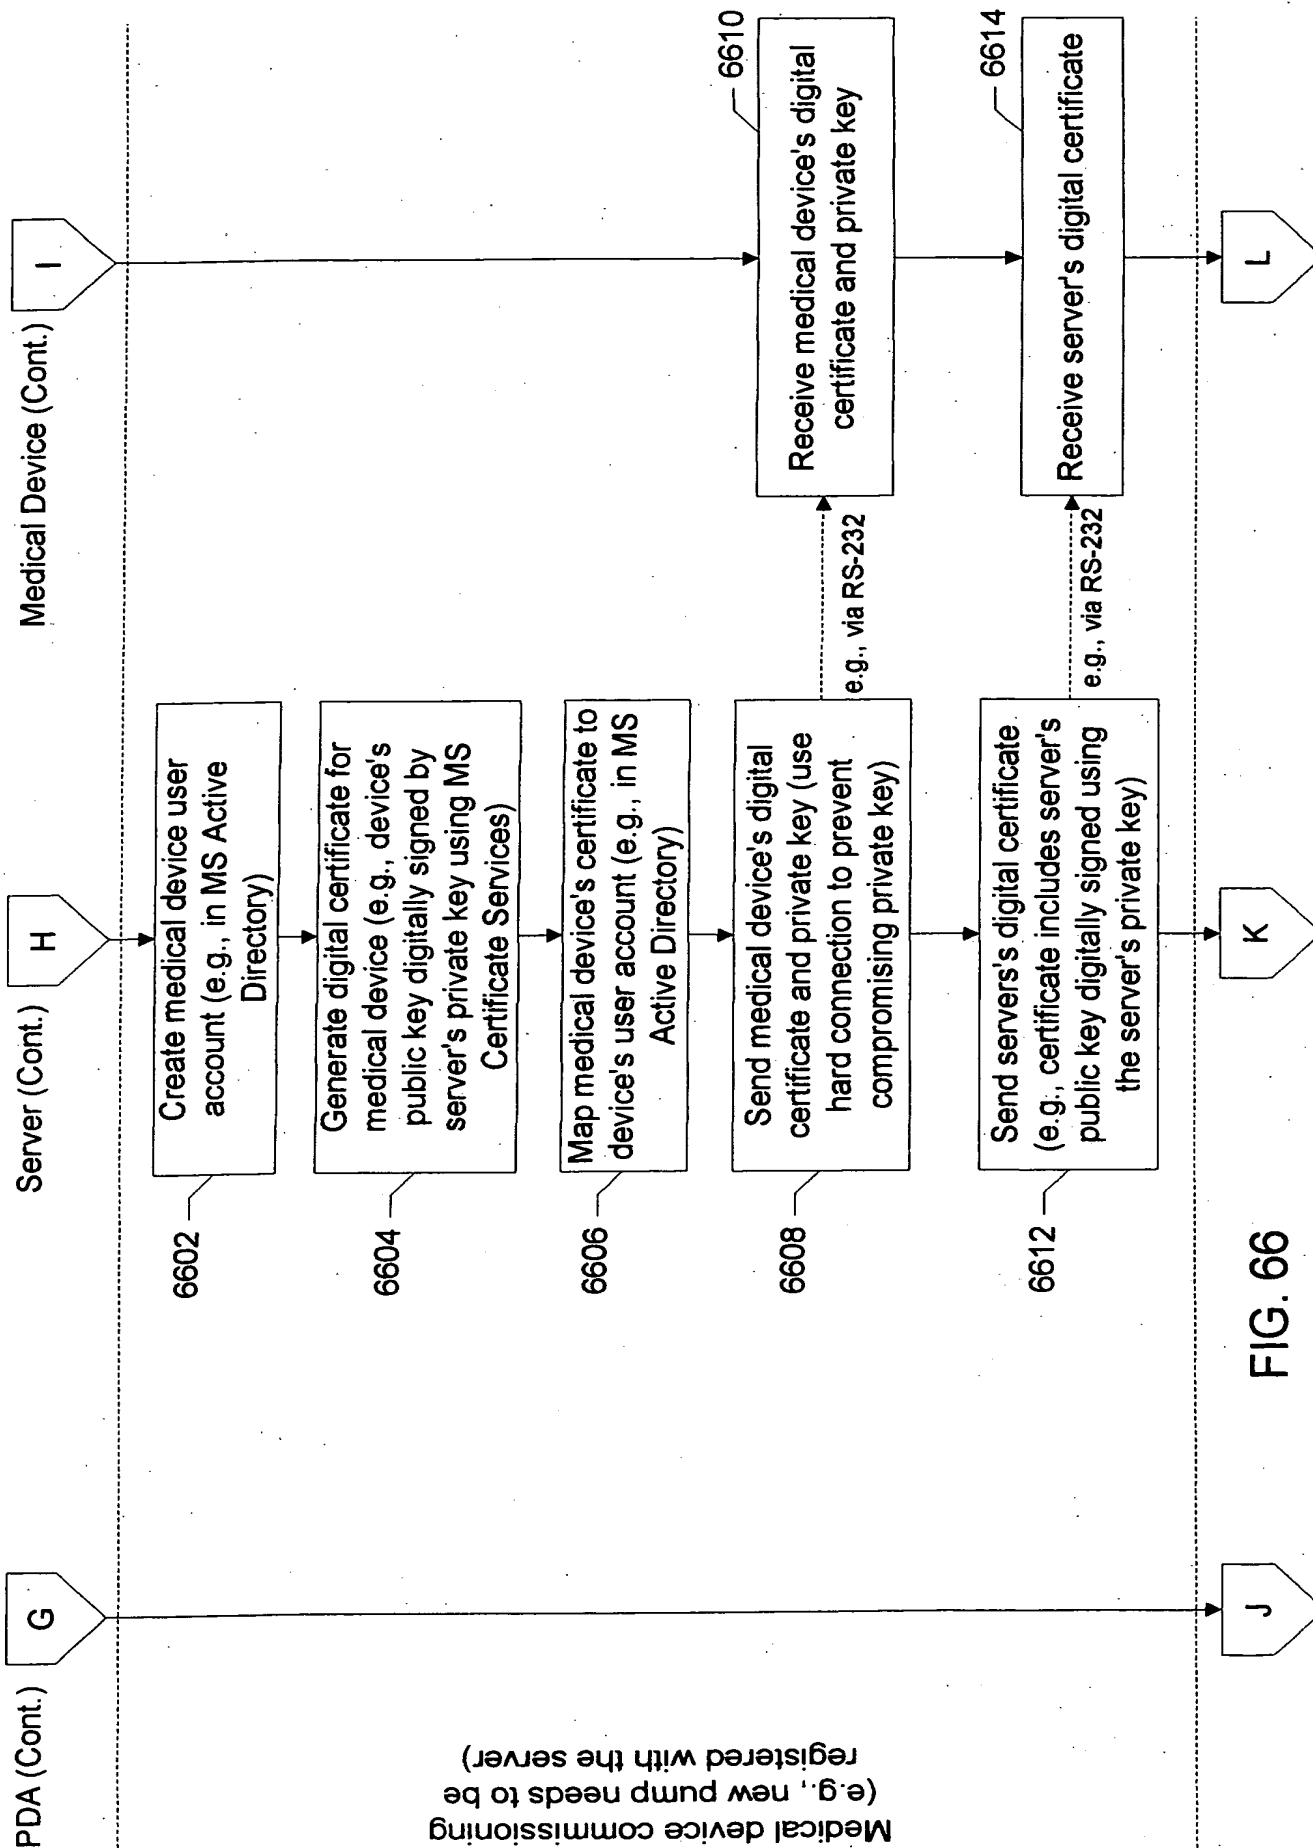 PDA (Cont.)
Server (Cont.)
Medical Device (Cont.)
G
H
I
Medical device commissioning
(e.g., new pump needs to be
registered with the server)
6602
Create medical device user
account (e.g., in MS Active
Directory)
6604
Generate digital certificate for
medical device (e.g., device's
public key digitally signed by
server's private key using MS
Certificate Services)
6606
Map medical device's certificate to
device's user account (e.g., in MS
Active Directory)
6608
Send medical device's digital
certificate and private key (use
hard connection to prevent
compromising private key)
e.g., via RS-232
6610
Receive medical device's digital
certificate and private key
6612
Send servers's digital certificate
(e.g., certificate includes server's
public key digitally signed using
the server's private key)
e.g., via RS-232
6614
Receive server's digital certificate
J
K
L
FIG. 66